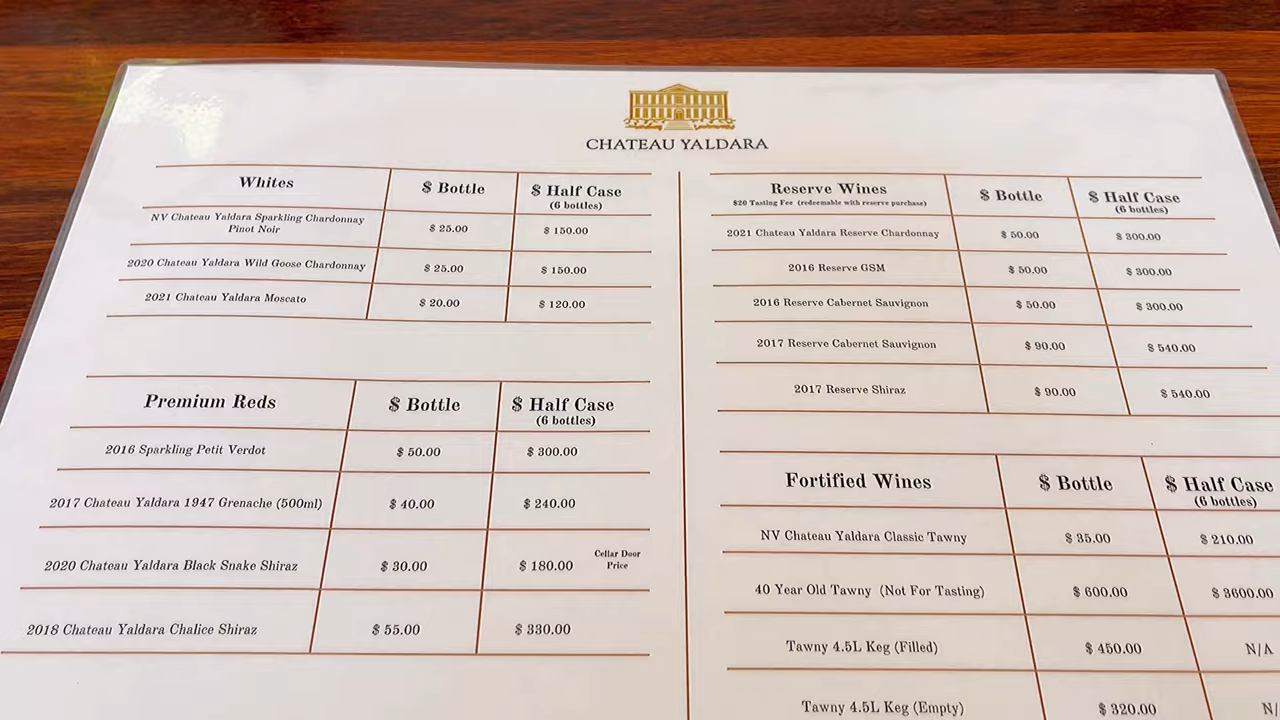 CHATEAU YALDARA
Whites $ Bottle $ Half Case
(6 bottles)
NV Chateau Yaldara Sparkling Chardonnay
Pinot Noir $ 25.00 $ 150.00
2020 Chateau Yaldara Wild Goose Chardonnay $ 25.00 $ 150.00
2021 Chateau Yaldara Moscato $ 20.00 $ 120.00
Premium Reds $ Bottle $ Half Case
(6 bottles)
2016 Sparkling Petit Verdot $ 50.00 $ 300.00
2017 Chateau Yaldara 1947 Grenache (500ml) $ 40.00 $ 240.00
2020 Chateau Yaldara Black Snake Shiraz $ 30.00 $ 180.00 Cellar Door
Price
2018 Chateau Yaldara Chalice Shiraz $ 55.00 $ 330.00
Reserve Wines $ Bottle $ Half Case
$20 Tasting Fee (redeemable with reserve purchase) (6 bottles)
2021 Chateau Yaldara Reserve Chardonnay $ 50.00 $ 300.00
2016 Reserve GSM $ 50.00 $ 300.00
2016 Reserve Cabernet Sauvignon $ 50.00 $ 300.00
2017 Reserve Cabernet Sauvignon $ 90.00 $ 540.00
2017 Reserve Shiraz $ 90.00 $ 540.00
Fortified Wines $ Bottle $ Half Case
(6 bottles)
NV Chateau Yaldara Classic Tawny $ 35.00 $ 210.00
40 Year Old Tawny (Not For Tasting) $ 600.00 $ 3600.00
Tawny 4.5L Keg (Filled) $ 450.00 N/A
Tawny 4.5L Keg (Empty) $ 320.00 N/